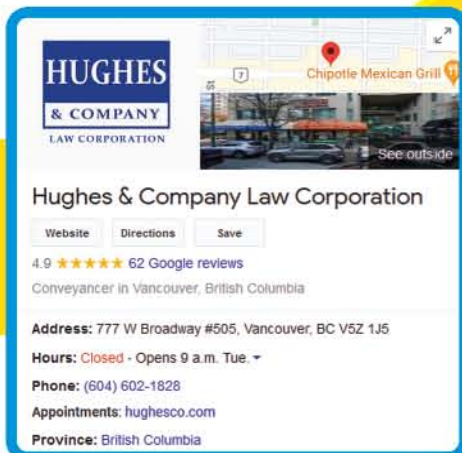 HUGHES
& COMPANY
LAW CORPORATION
7
St
Chipotle Mexican Grill
See outside
Hughes & Company Law Corporation
Website Directions Save
4.9 ★★★★★ 62 Google reviews
Conveyancer in Vancouver, British Columbia
Address: 777 W Broadway #505, Vancouver, BC V5Z 1J5
Hours: Closed - Opens 9 a.m. Tue.
Phone: (604) 602-1828
Appointments: hughesco.com
Province: British Columbia